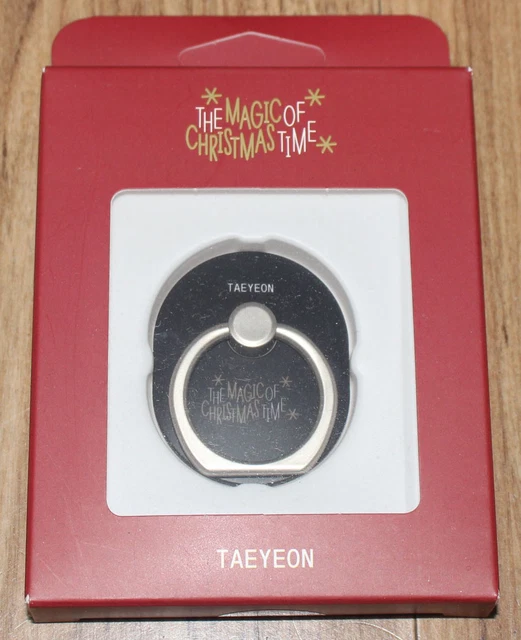 THE MAGIC OF
CHRISTMAS TIME
TAEYEON
THE MAGIC OF
CHRISTMAS TIME
TAEYEON